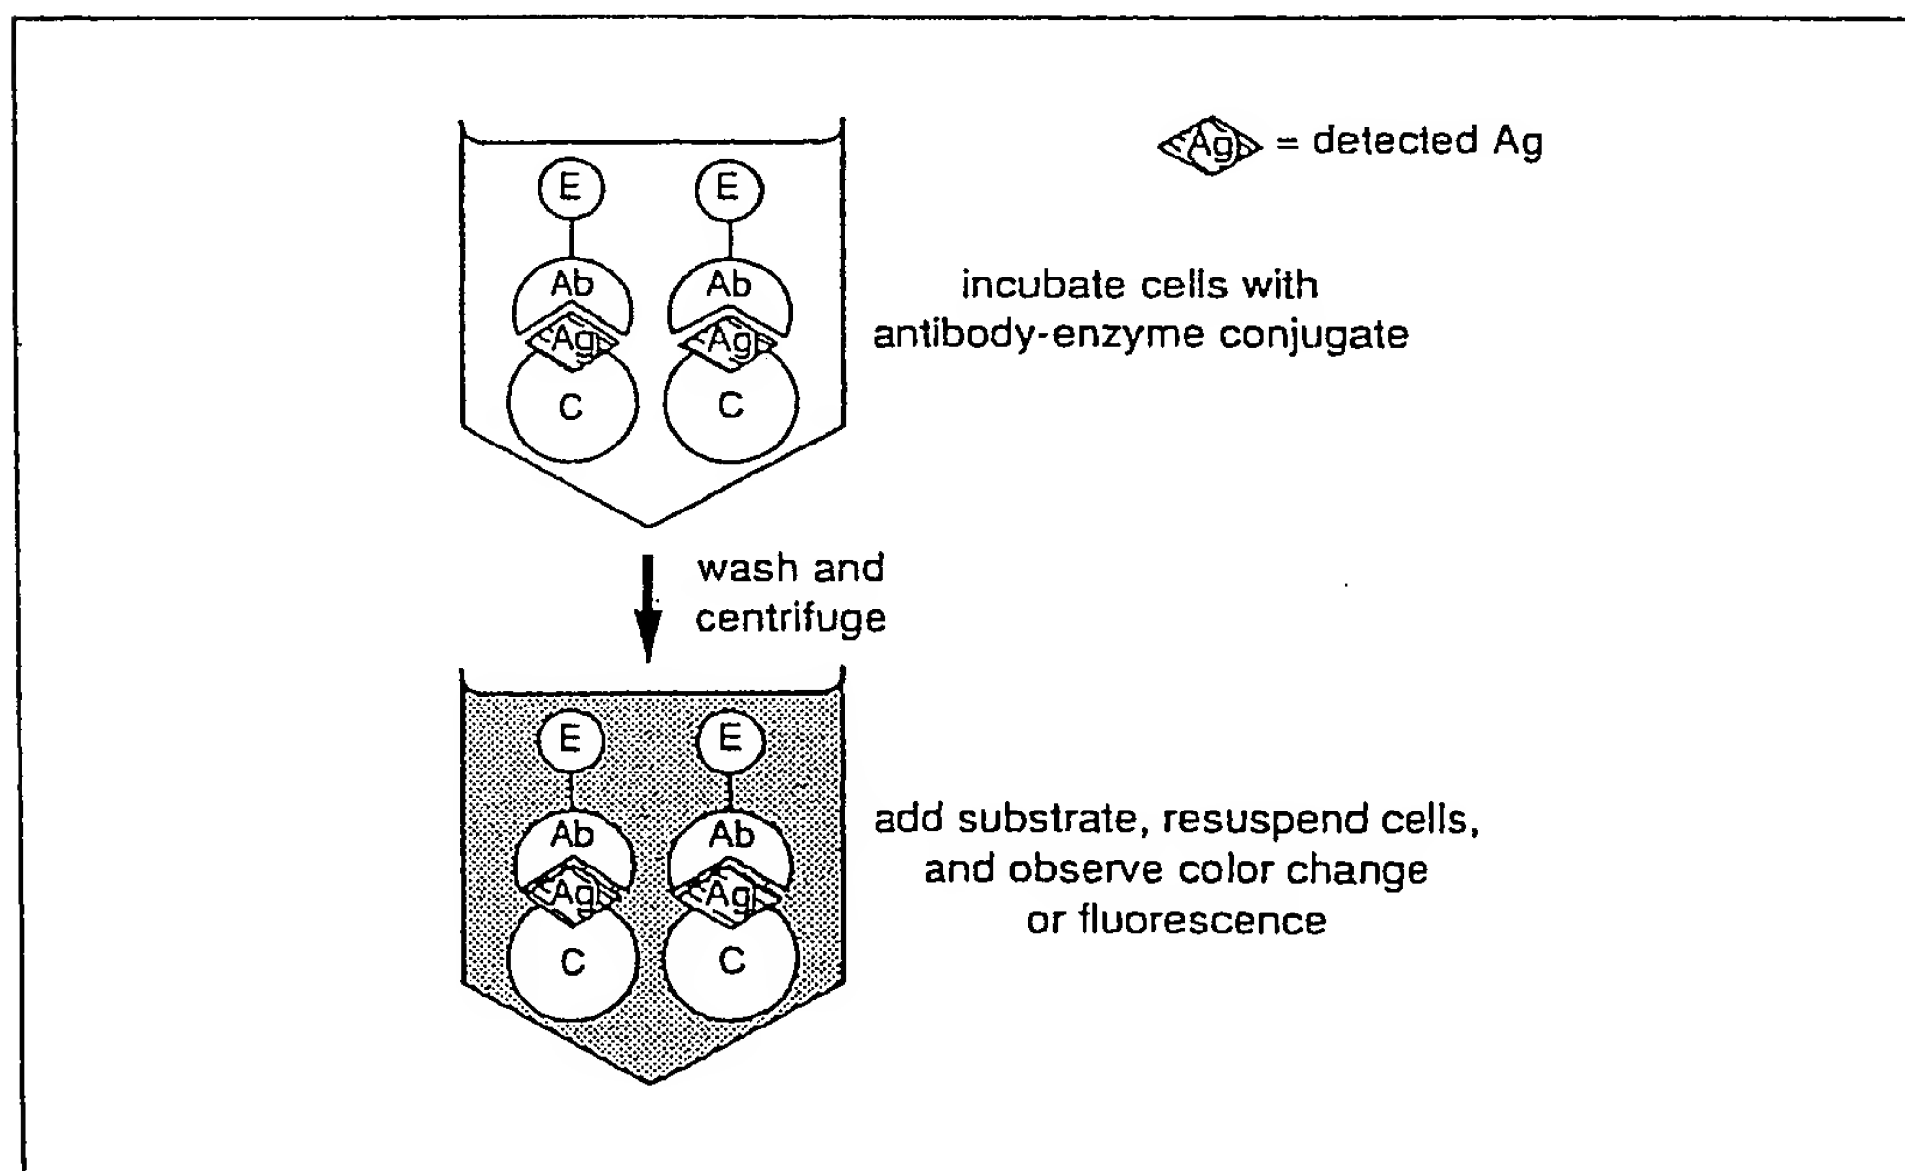 Ag = detected Ag
E E
Ab Ab
Ag Ag
C C
incubate cells with
antibody-enzyme conjugate
wash and
centrifuge
E E
Ab Ab
Ag Ag
C C
add substrate, resuspend cells,
and observe color change
or fluorescence